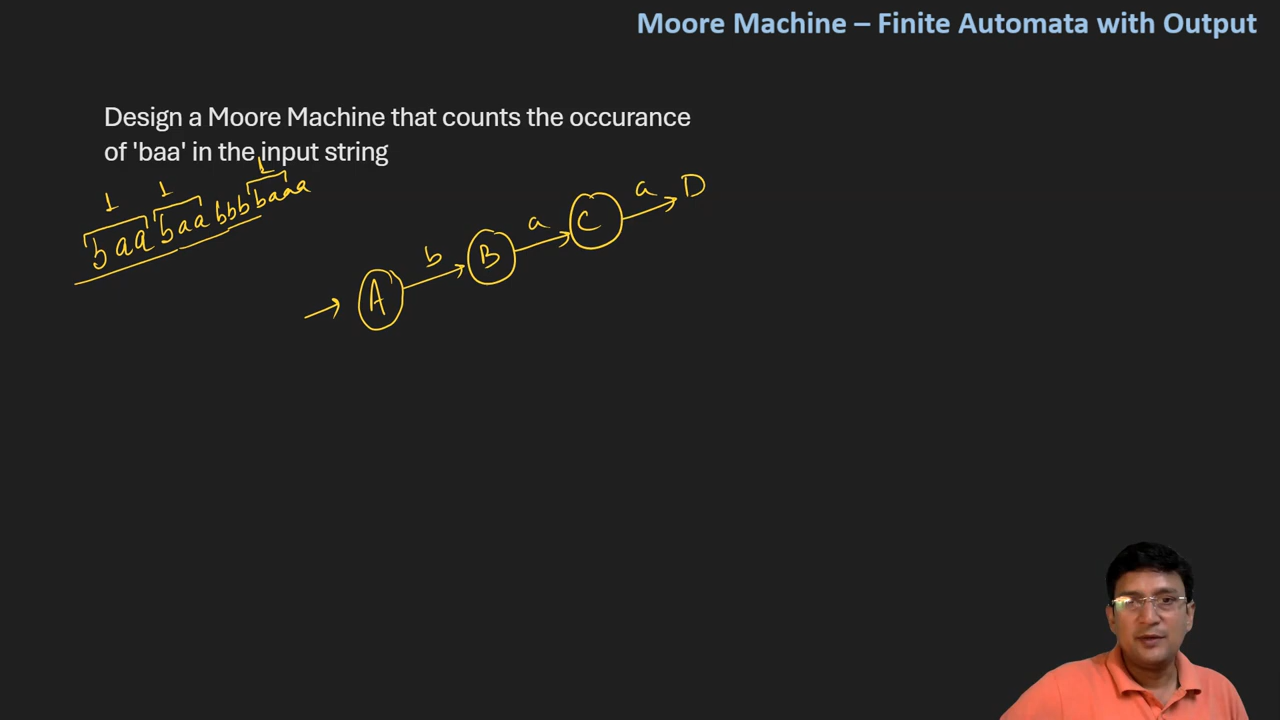 Moore Machine – Finite Automata with Output
Design a Moore Machine that counts the occurance
of 'baa' in the input string
1 1 1
baabaabbbbaaa
A b B a C a D